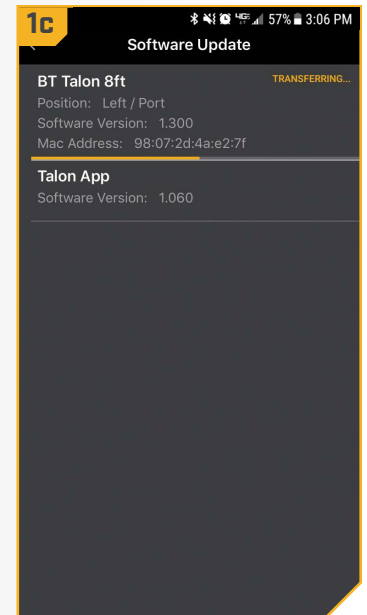 1c
57% 3:06 PM
Software Update
BT Talon 8ft TRANSFERRING...
Position: Left / Port
Software Version: 1.300
Mac Address: 98:07:2d:4a:e2:7f
Talon App
Software Version: 1.060